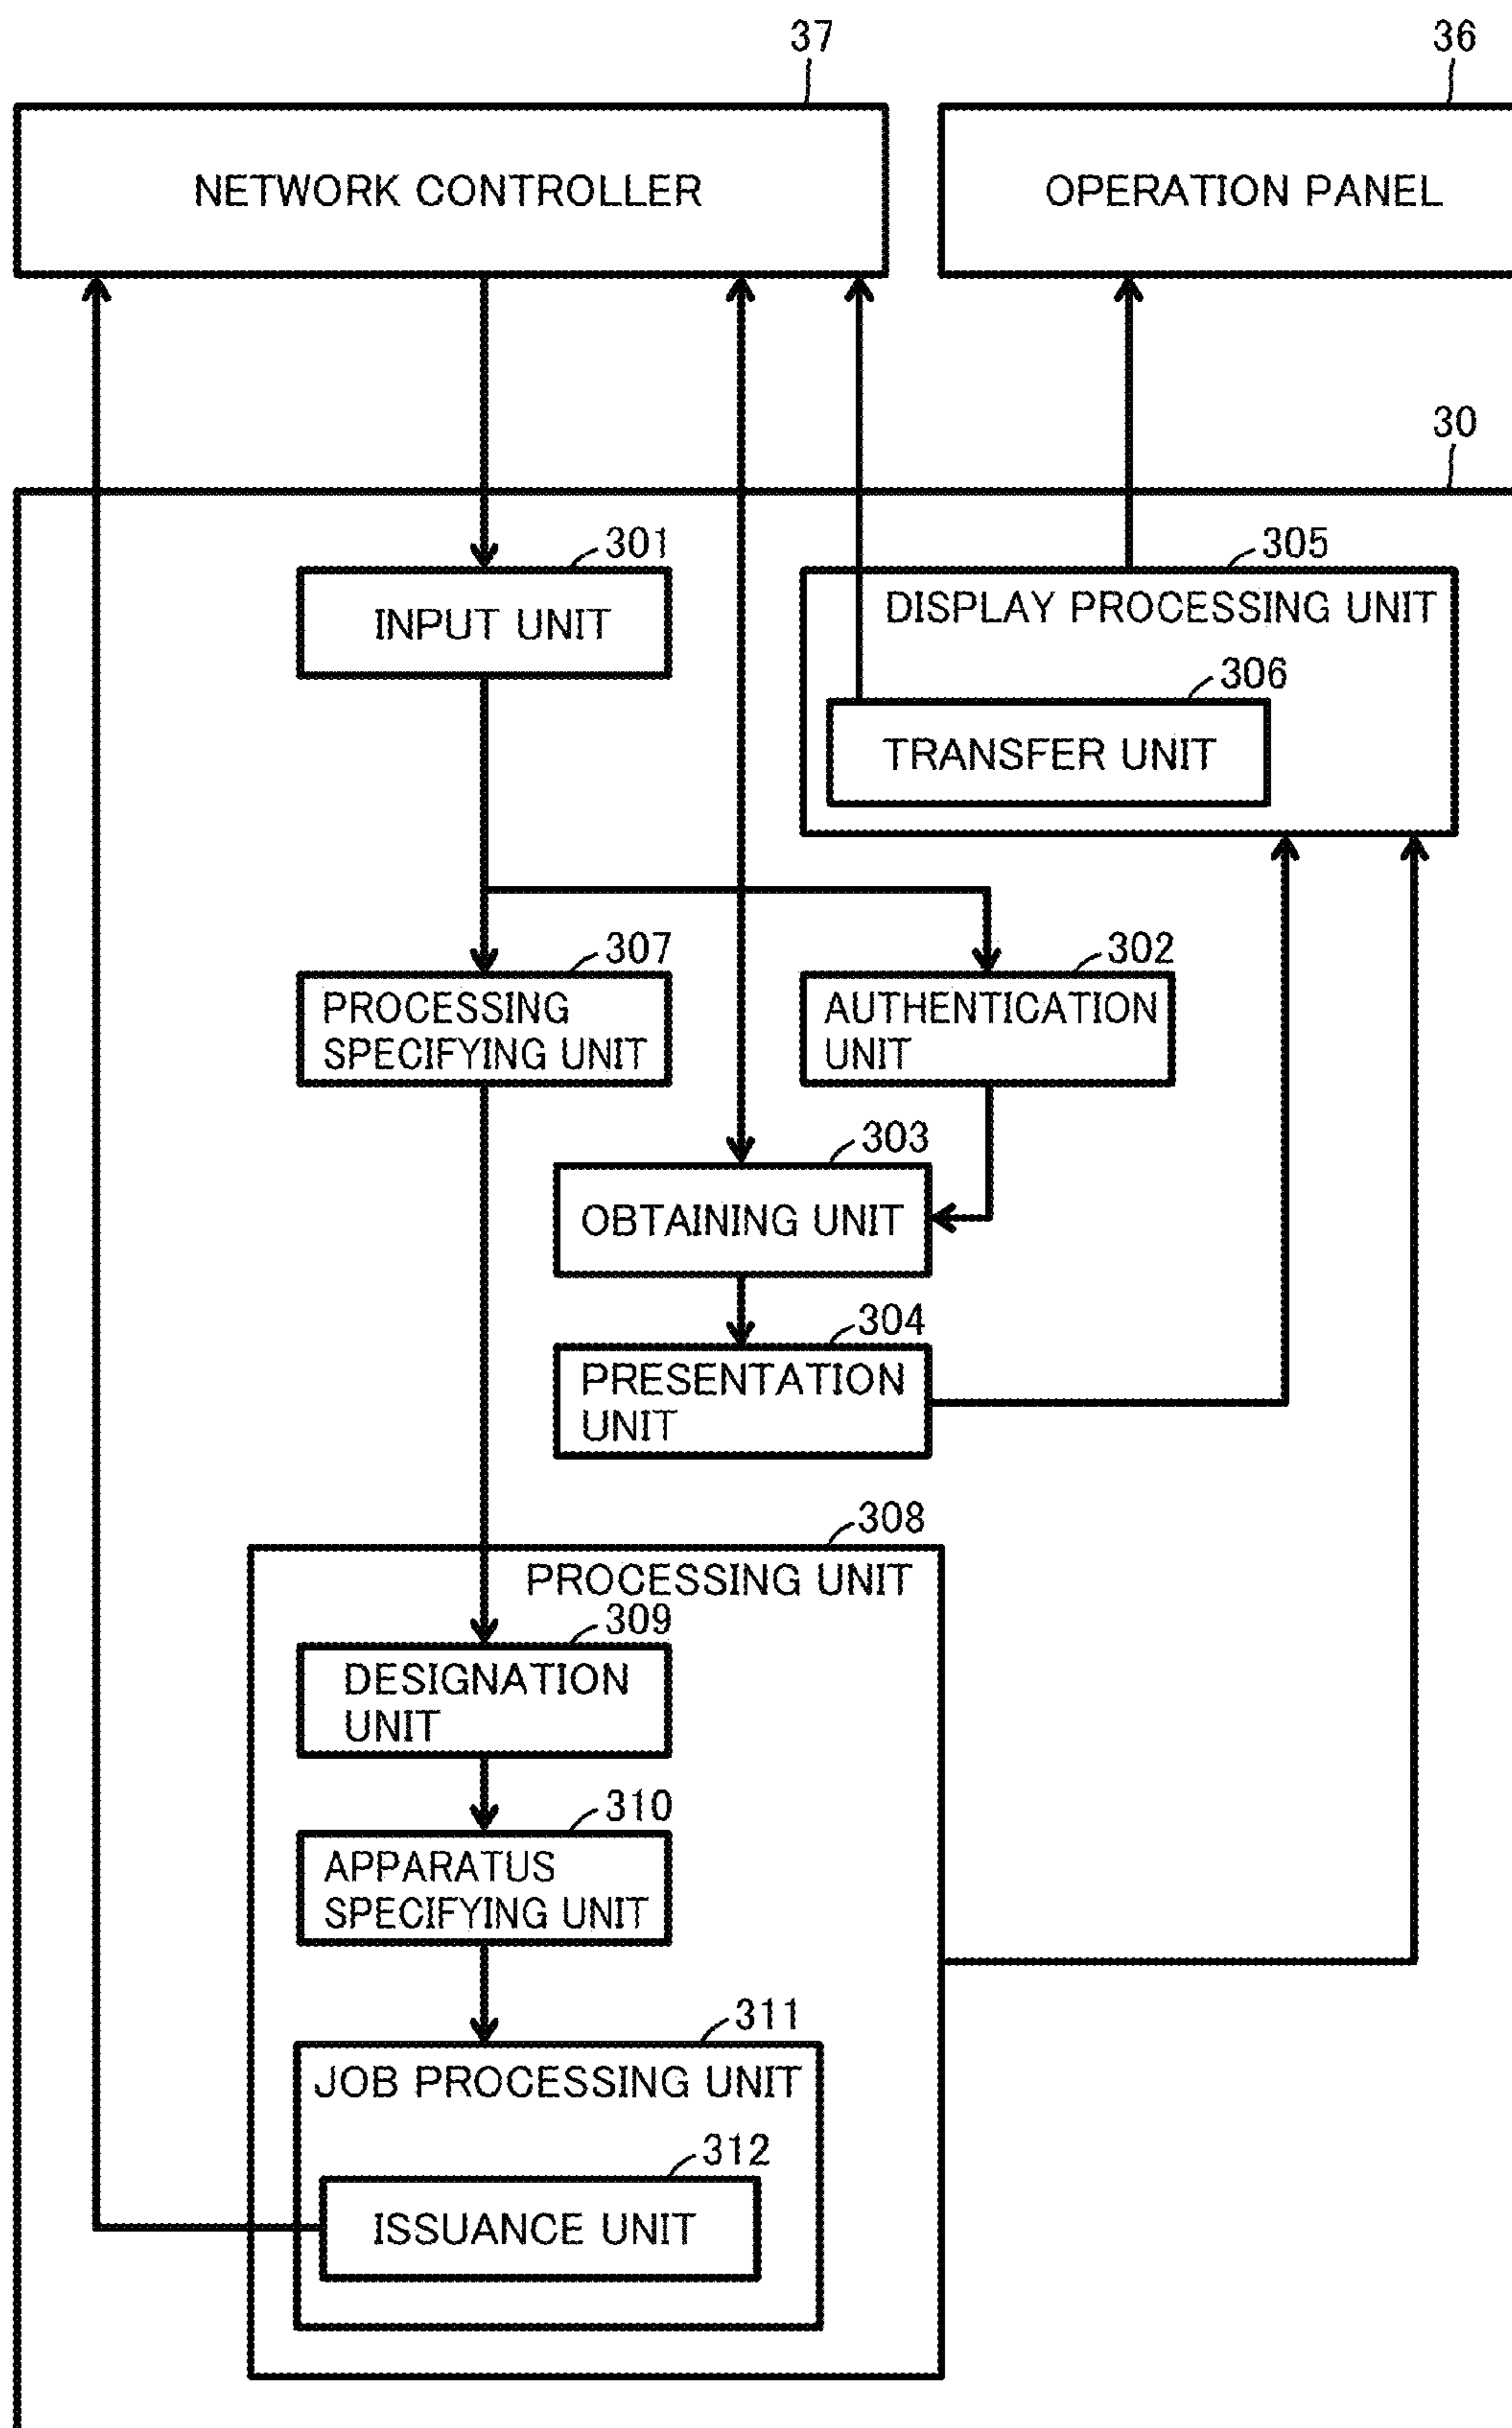 37
36
NETWORK CONTROLLER
OPERATION PANEL
30
301
INPUT UNIT
305
DISPLAY PROCESSING UNIT
306
TRANSFER UNIT
307
PROCESSING
SPECIFYING UNIT
302
AUTHENTICATION
UNIT
303
OBTAINING UNIT
304
PRESENTATION
UNIT
308
PROCESSING UNIT
309
DESIGNATION
UNIT
310
APPARATUS
SPECIFYING UNIT
311
JOB PROCESSING UNIT
312
ISSUANCE UNIT